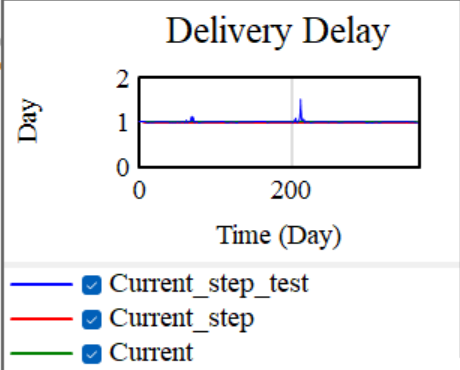 Delivery Delay
Day
2
1
0
0 200
Time (Day)
Current_step_test
Current_step
Current